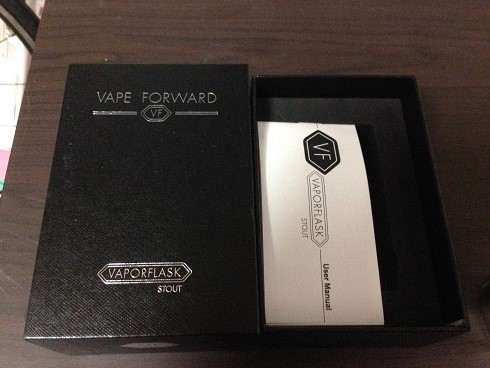 VAPE FORWARD
VF
VAPORFLASK
STOUT
VF
VAPORFLASK
STOUT
User Manual